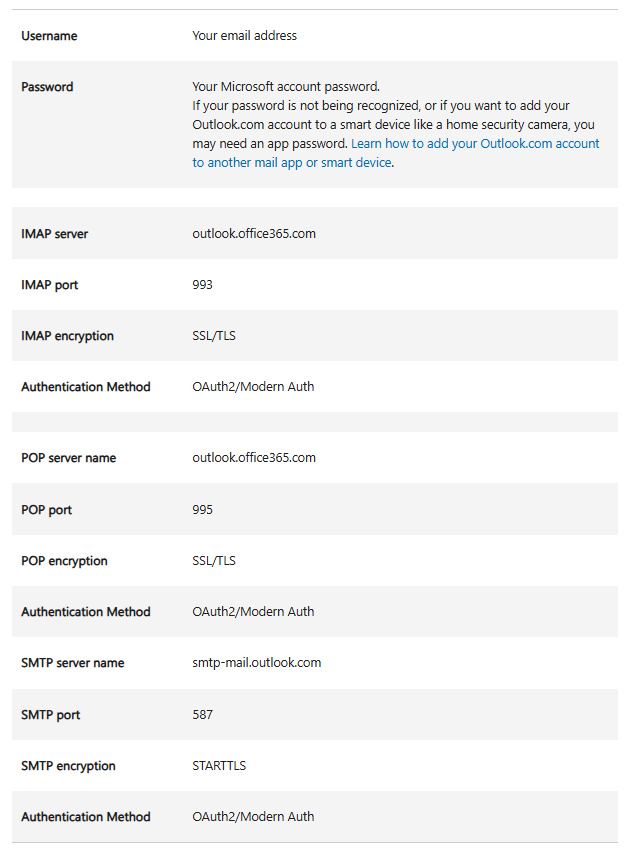 Username Your email address
Password Your Microsoft account password.
If your password is not being recognized, or if you want to add your
Outlook.com account to a smart device like a home security camera, you
may need an app password. Learn how to add your Outlook.com account
to another mail app or smart device.
IMAP server outlook.office365.com
IMAP port 993
IMAP encryption SSL/TLS
Authentication Method OAuth2/Modern Auth
POP server name outlook.office365.com
POP port 995
POP encryption SSL/TLS
Authentication Method OAuth2/Modern Auth
SMTP server name smtp-mail.outlook.com
SMTP port 587
SMTP encryption STARTTLS
Authentication Method OAuth2/Modern Auth